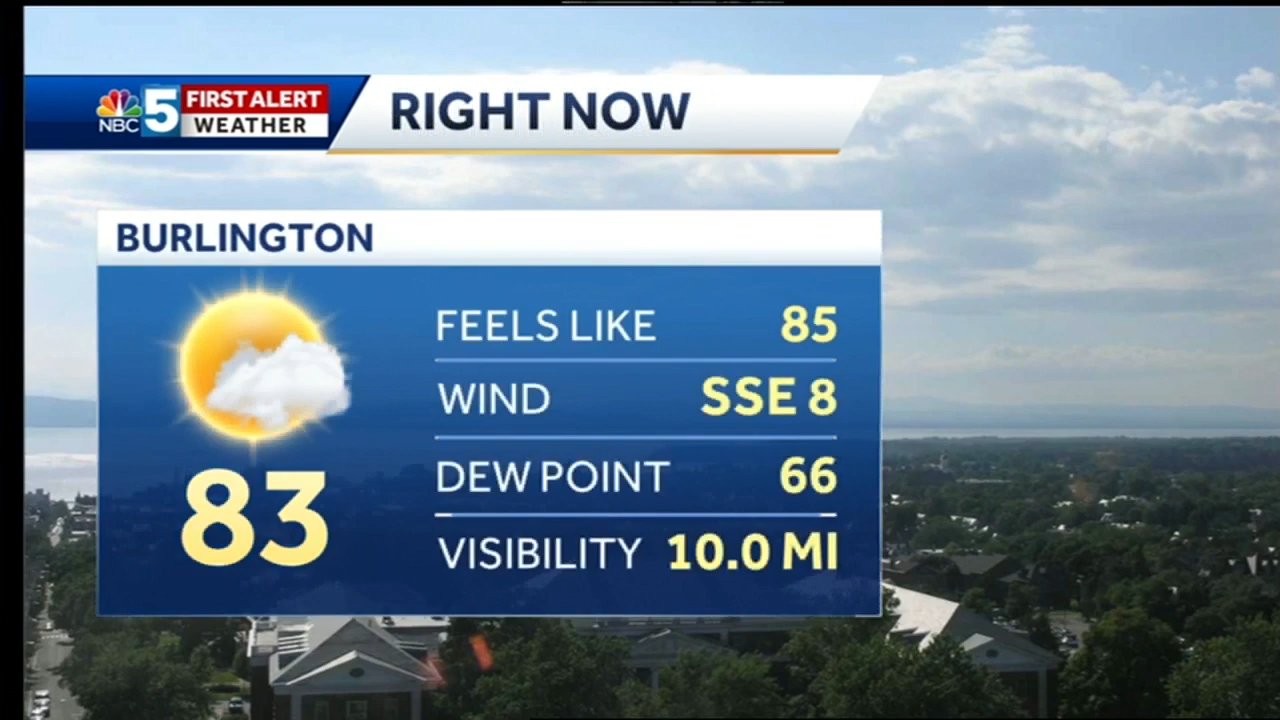 NBC 5 FIRST ALERT WEATHER
RIGHT NOW
BURLINGTON
FEELS LIKE 85
WIND SSE 8
83
DEW POINT 66
VISIBILITY 10.0 MI